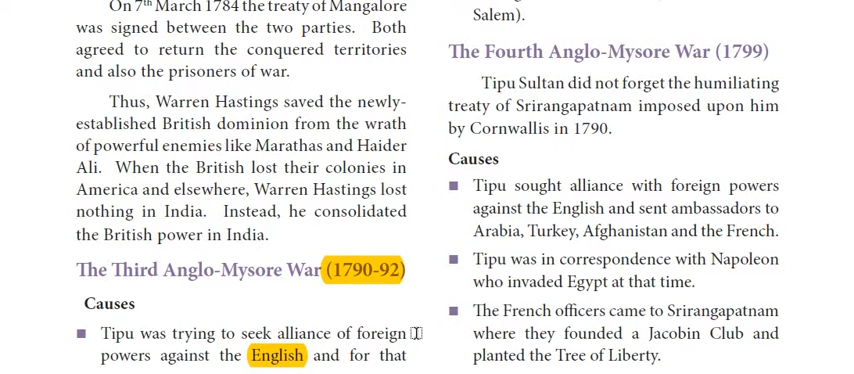 On 7th March 1784 the treaty of Mangalore
was signed between the two parties. Both
agreed to return the conquered territories
and also the prisoners of war.
Thus, Warren Hastings saved the newly-
established British dominion from the wrath
of powerful enemies like Marathas and Haider
Ali. When the British lost their colonies in
America and elsewhere, Warren Hastings lost
nothing in India. Instead, he consolidated
the British power in India.
The Third Anglo-Mysore War (1790-92)
Causes
■ Tipu was trying to seek alliance of foreign
powers against the English and for that
Salem).
The Fourth Anglo-Mysore War (1799)
Tipu Sultan did not forget the humiliating
treaty of Srirangapatnam imposed upon him
by Cornwallis in 1790.
Causes
■ Tipu sought alliance with foreign powers
against the English and sent ambassadors to
Arabia, Turkey, Afghanistan and the French.
■ Tipu was in correspondence with Napoleon
who invaded Egypt at that time.
■ The French officers came to Srirangapatnam
where they founded a Jacobin Club and
planted the Tree of Liberty.